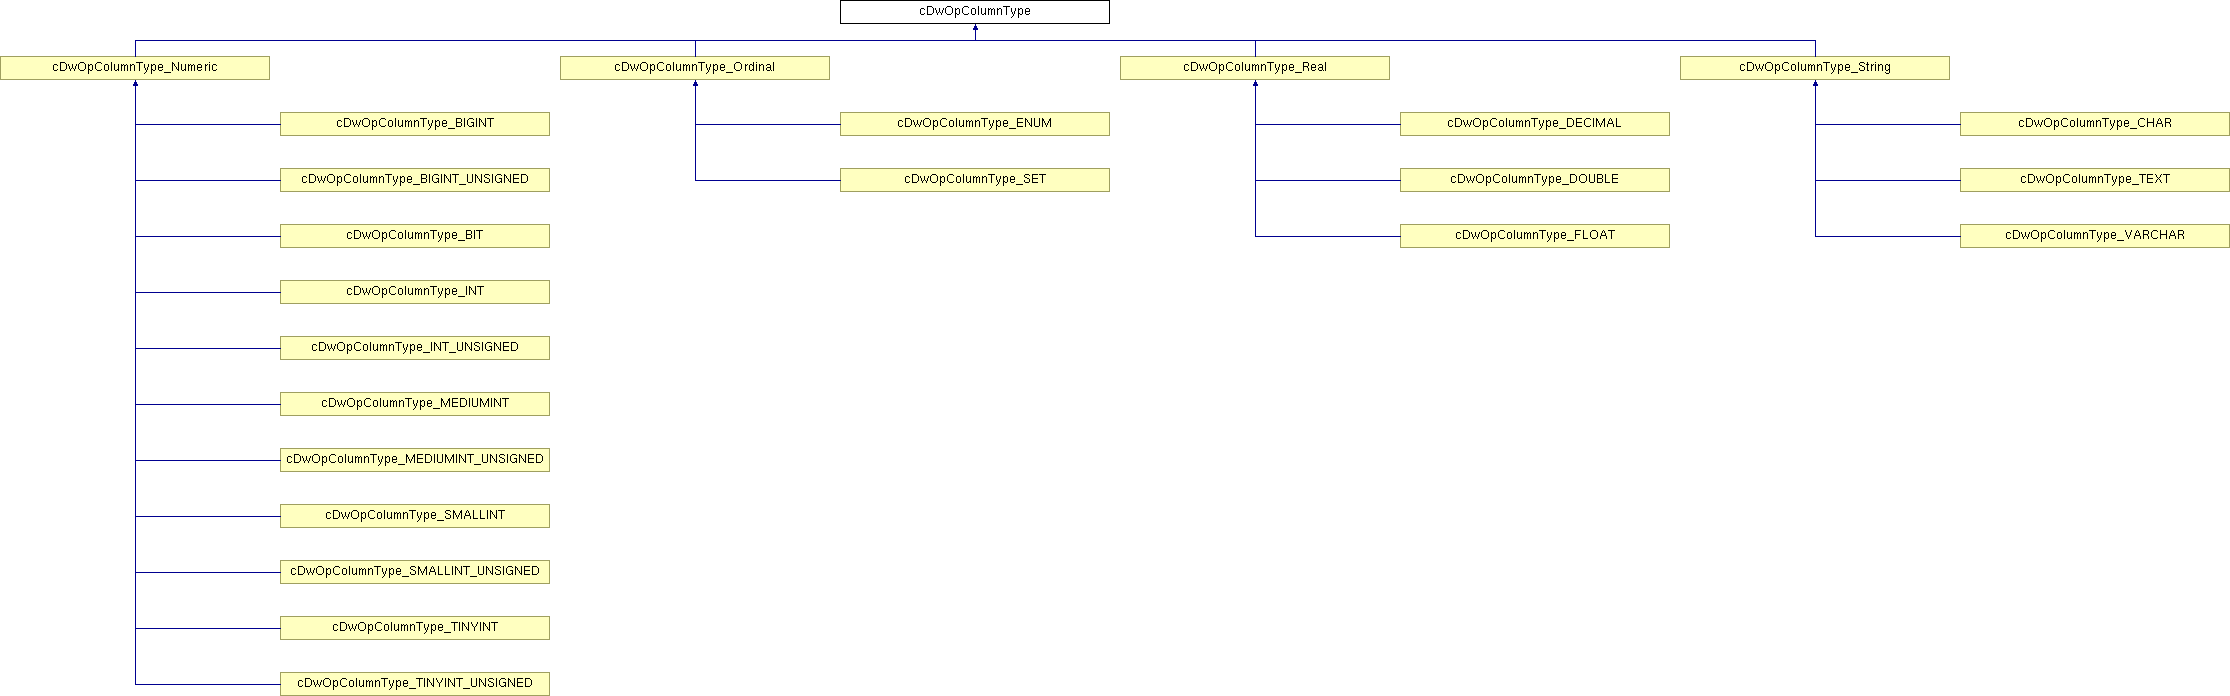 cDwOpColumnType
cDwOpColumnType_Numeric
cDwOpColumnType_Ordinal
cDwOpColumnType_Real
cDwOpColumnType_String
cDwOpColumnType_BIGINT
cDwOpColumnType_ENUM
cDwOpColumnType_DECIMAL
cDwOpColumnType_CHAR
cDwOpColumnType_BIGINT_UNSIGNED
cDwOpColumnType_SET
cDwOpColumnType_DOUBLE
cDwOpColumnType_TEXT
cDwOpColumnType_BIT
cDwOpColumnType_FLOAT
cDwOpColumnType_VARCHAR
cDwOpColumnType_INT
cDwOpColumnType_INT_UNSIGNED
cDwOpColumnType_MEDIUMINT
cDwOpColumnType_MEDIUMINT_UNSIGNED
cDwOpColumnType_SMALLINT
cDwOpColumnType_SMALLINT_UNSIGNED
cDwOpColumnType_TINYINT
cDwOpColumnType_TINYINT_UNSIGNED